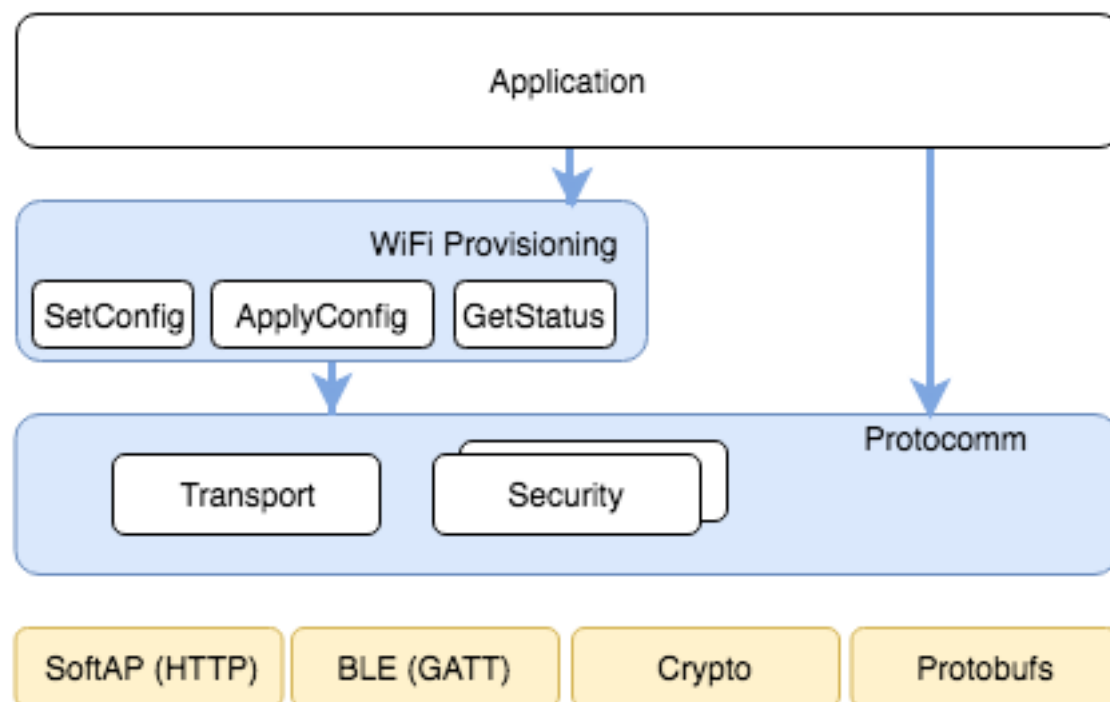 Application
WiFi Provisioning
SetConfig
ApplyConfig
GetStatus
Protocomm
Transport
Security
SoftAP (HTTP)
BLE (GATT)
Crypto
Protobufs